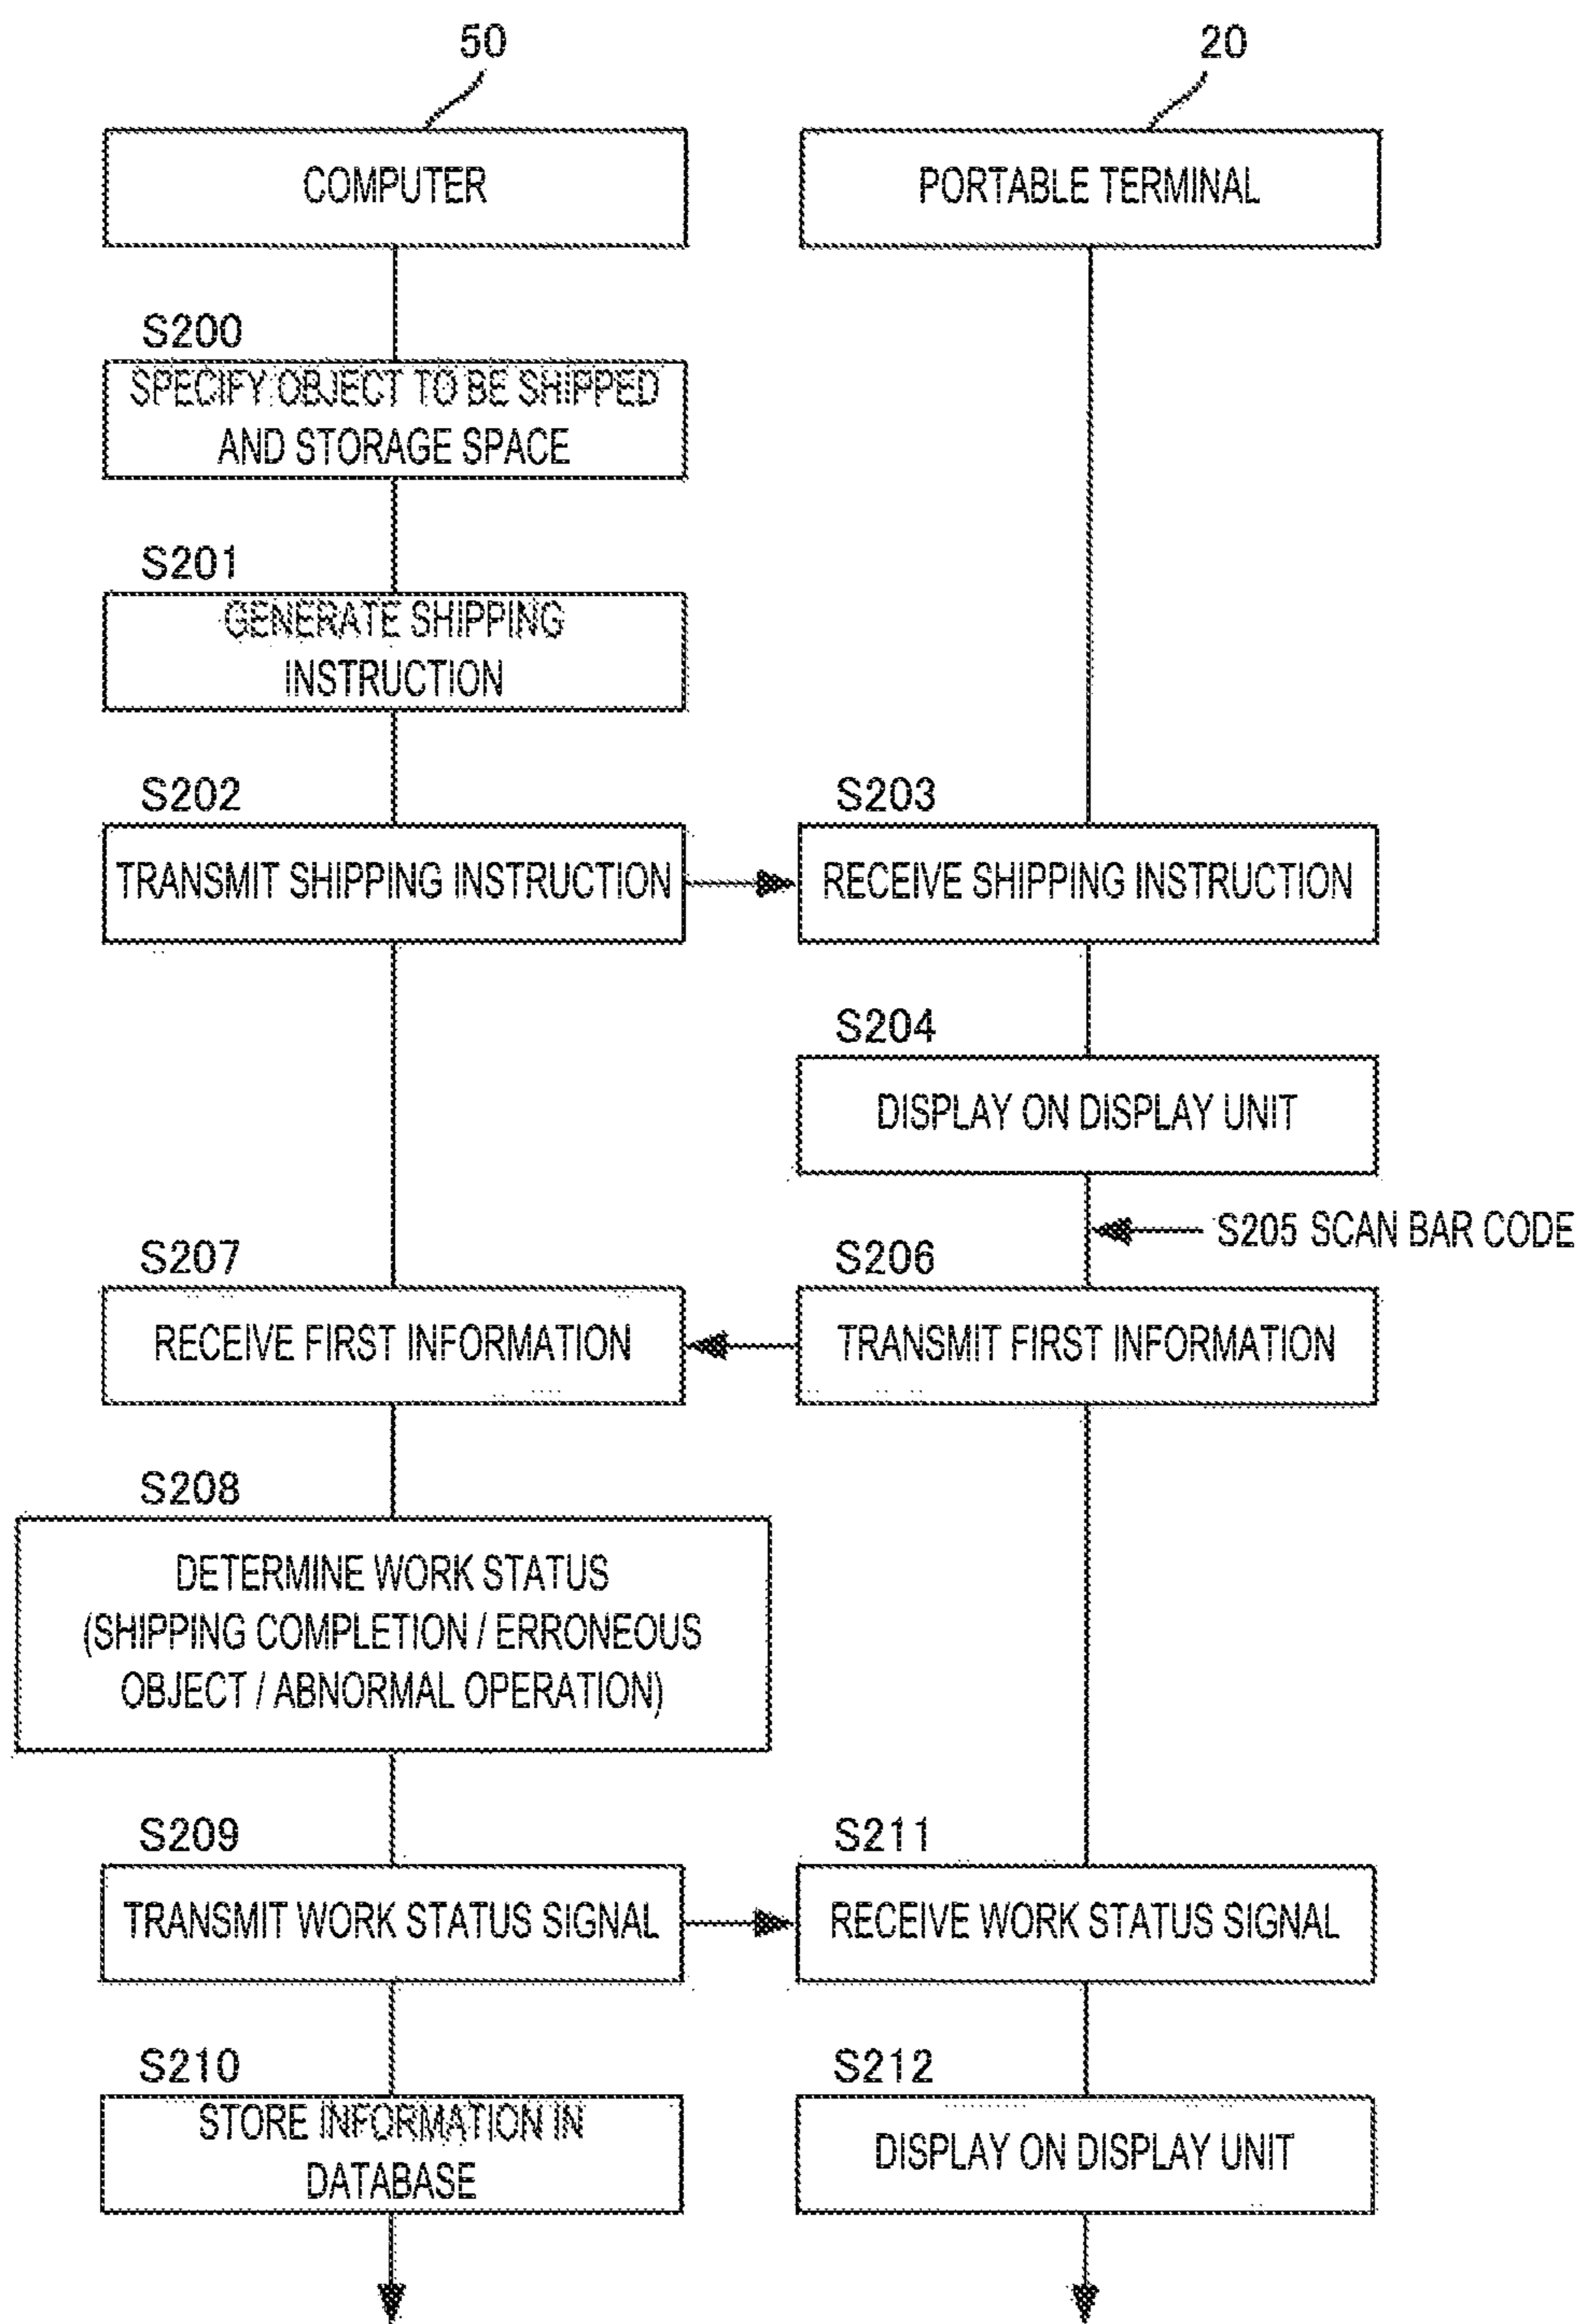 50
20
COMPUTER
PORTABLE TERMINAL
S200
SPECIFY OBJECT TO BE SHIPPED
AND STORAGE SPACE
S201
GENERATE SHIPPING
INSTRUCTION
S202
S203
TRANSMIT SHIPPING INSTRUCTION
RECEIVE SHIPPING INSTRUCTION
S204
DISPLAY ON DISPLAY UNIT
S205 SCAN BAR CODE
S207
S206
RECEIVE FIRST INFORMATION
TRANSMIT FIRST INFORMATION
S208
DETERMINE WORK STATUS
(SHIPPING COMPLETION / ERRONEOUS
OBJECT / ABNORMAL OPERATION)
S209
S211
TRANSMIT WORK STATUS SIGNAL
RECEIVE WORK STATUS SIGNAL
S210
S212
STORE INFORMATION IN
DATABASE
DISPLAY ON DISPLAY UNIT